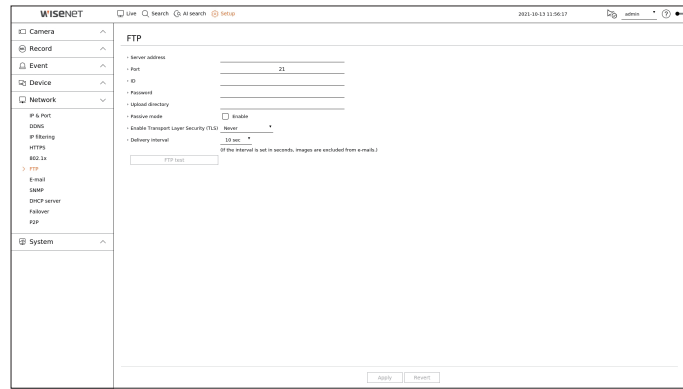 WISENET
Live Search AI search Setup 2021-10-13 11:56:17 admin ?
Camera
Record
Event
Device
Network
IP & Port
DDNS
IP filtering
HTTPS
802.1x
FTP
E-mail
SNMP
DHCP server
Failover
P2P
System
FTP
Server address
Port 21
ID
Password
Upload directory
Passive mode Enable
Enable Transport Layer Security (TLS) Never
Delivery interval 10 sec
(If the interval is set in seconds, images are excluded from e-mails.)
FTP test
Apply Revert